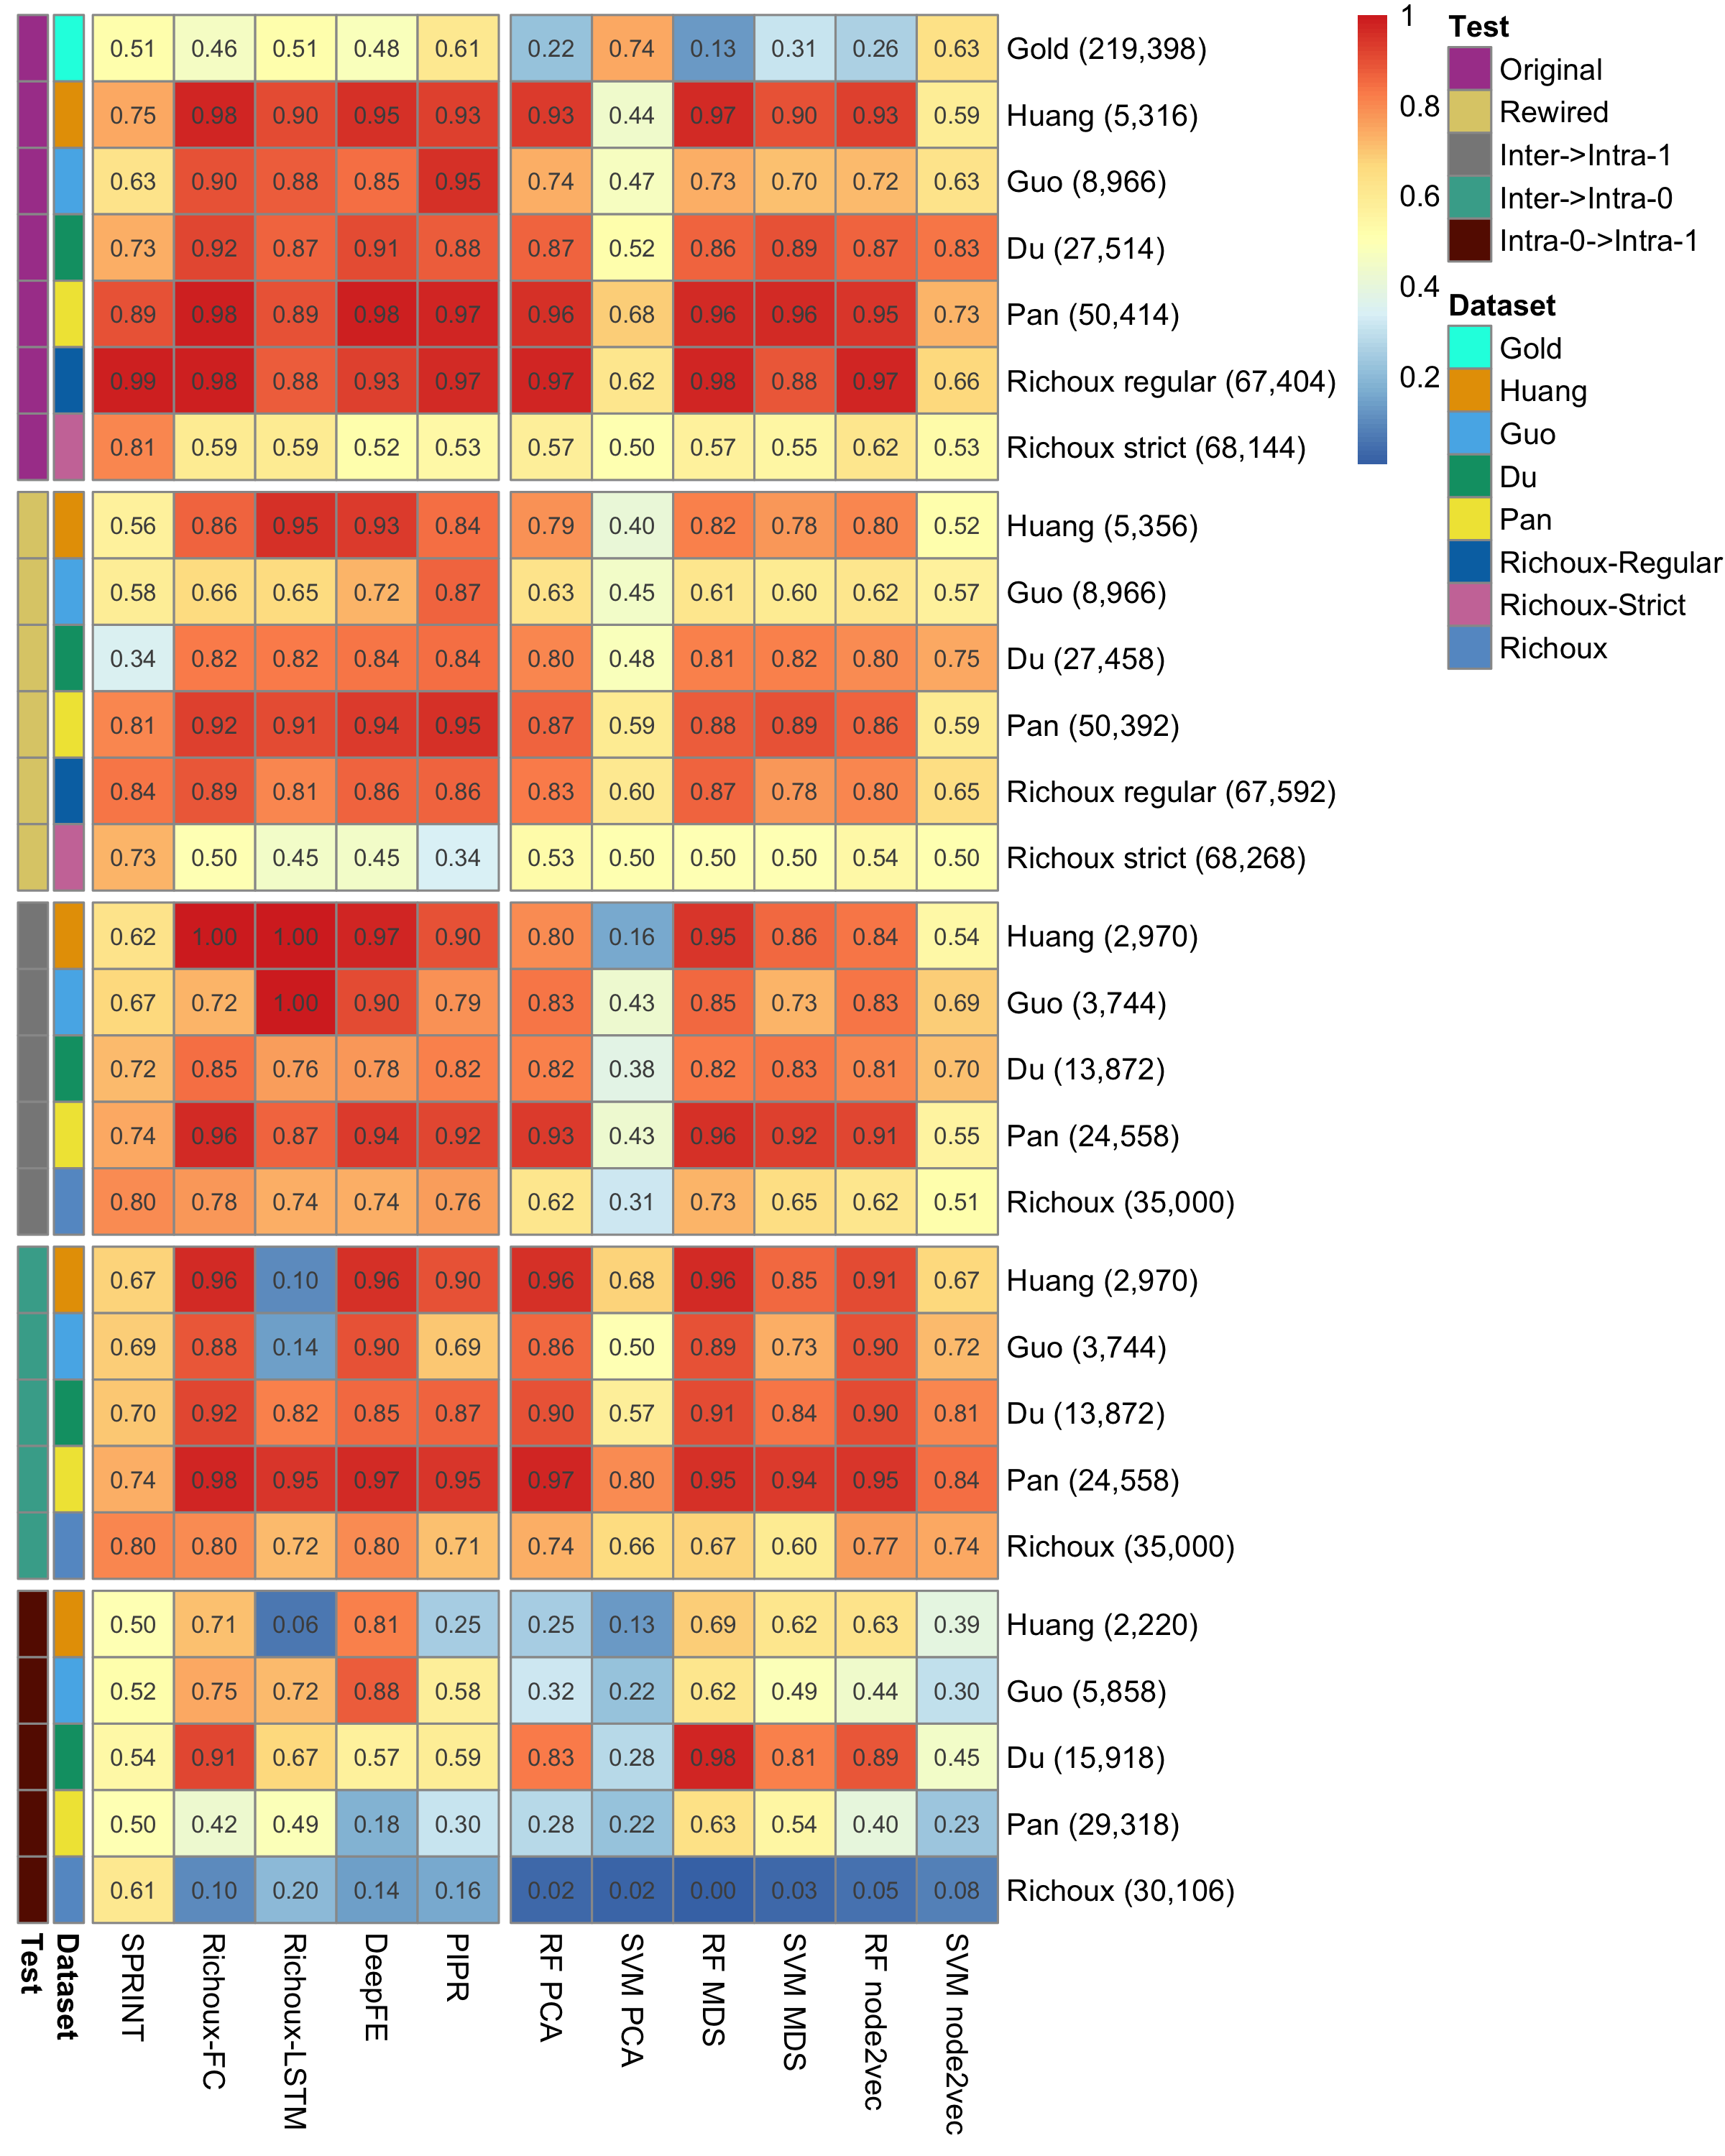 0.51 0.46 0.51 0.48 0.61 0.22 0.74 0.13 0.31 0.26 0.63 Gold (219,398)
0.75 0.98 0.90 0.95 0.93 0.93 0.44 0.97 0.90 0.93 0.59 Huang (5,316)
0.63 0.90 0.88 0.85 0.95 0.74 0.47 0.73 0.70 0.72 0.63 Guo (8,966)
0.73 0.92 0.87 0.91 0.88 0.87 0.52 0.86 0.89 0.87 0.83 Du (27,514)
0.89 0.98 0.89 0.98 0.97 0.96 0.68 0.96 0.96 0.95 0.73 Pan (50,414)
0.99 0.98 0.88 0.93 0.97 0.97 0.62 0.98 0.88 0.97 0.66 Richoux regular (67,404)
0.81 0.59 0.59 0.52 0.53 0.57 0.50 0.57 0.55 0.62 0.53 Richoux strict (68,144)
0.56 0.86 0.95 0.93 0.84 0.79 0.40 0.82 0.78 0.80 0.52 Huang (5,356)
0.58 0.66 0.65 0.72 0.87 0.63 0.45 0.61 0.60 0.62 0.57 Guo (8,966)
0.34 0.82 0.82 0.84 0.84 0.80 0.48 0.81 0.82 0.80 0.75 Du (27,458)
0.81 0.92 0.91 0.94 0.95 0.87 0.59 0.88 0.89 0.86 0.59 Pan (50,392)
0.84 0.89 0.81 0.86 0.86 0.83 0.60 0.87 0.78 0.80 0.65 Richoux regular (67,592)
0.73 0.50 0.45 0.45 0.34 0.53 0.50 0.50 0.50 0.54 0.50 Richoux strict (68,268)
0.62 1.00 1.00 0.97 0.90 0.80 0.16 0.95 0.86 0.84 0.54 Huang (2,970)
0.67 0.72 1.00 0.90 0.79 0.83 0.43 0.85 0.73 0.83 0.69 Guo (3,744)
0.72 0.85 0.76 0.78 0.82 0.82 0.38 0.82 0.83 0.81 0.70 Du (13,872)
0.74 0.96 0.87 0.94 0.92 0.93 0.43 0.96 0.92 0.91 0.55 Pan (24,558)
0.80 0.78 0.74 0.74 0.76 0.62 0.31 0.73 0.65 0.62 0.51 Richoux (35,000)
0.67 0.96 0.10 0.96 0.90 0.96 0.68 0.96 0.85 0.91 0.67 Huang (2,970)
0.69 0.88 0.14 0.90 0.69 0.86 0.50 0.89 0.73 0.90 0.72 Guo (3,744)
0.70 0.92 0.82 0.85 0.87 0.90 0.57 0.91 0.84 0.90 0.81 Du (13,872)
0.74 0.98 0.95 0.97 0.95 0.97 0.80 0.95 0.94 0.95 0.84 Pan (24,558)
0.80 0.80 0.72 0.80 0.71 0.74 0.66 0.67 0.60 0.77 0.74 Richoux (35,000)
0.50 0.71 0.06 0.81 0.25 0.25 0.13 0.69 0.62 0.63 0.39 Huang (2,220)
0.52 0.75 0.72 0.88 0.58 0.32 0.22 0.62 0.49 0.44 0.30 Guo (5,858)
0.54 0.91 0.67 0.57 0.59 0.83 0.28 0.98 0.81 0.89 0.45 Du (15,918)
0.50 0.42 0.49 0.18 0.30 0.28 0.22 0.63 0.54 0.40 0.23 Pan (29,318)
0.61 0.10 0.20 0.14 0.16 0.02 0.02 0.00 0.03 0.05 0.08 Richoux (30,106)
Test
Dataset
SPRINT
Richoux-FC
Richoux-LSTM
DeepFE
PIPR
RF PCA
SVM PCA
RF MDS
SVM MDS
RF node2vec
SVM node2vec
1
0.8
0.6
0.4
0.2
Test
Original
Rewired
Inter->Intra-1
Inter->Intra-0
Intra-0->Intra-1
Dataset
Gold
Huang
Guo
Du
Pan
Richoux-Regular
Richoux-Strict
Richoux